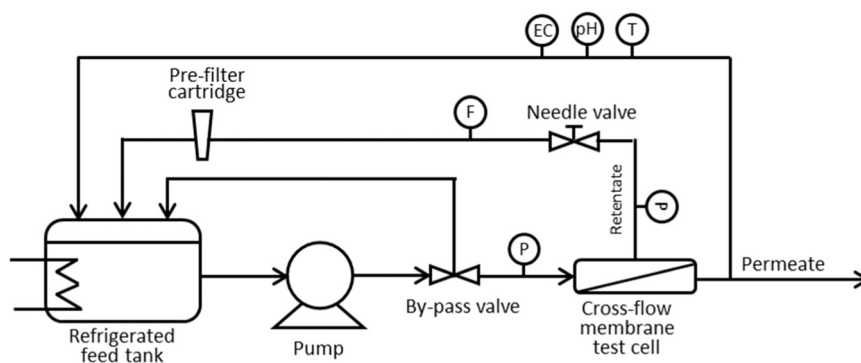 EC
pH
T
Pre-filter
cartridge
F
Needle valve
Retentate
P
P
Permeate
By-pass valve
Cross-flow
membrane
test cell
Refrigerated
feed tank
Pump